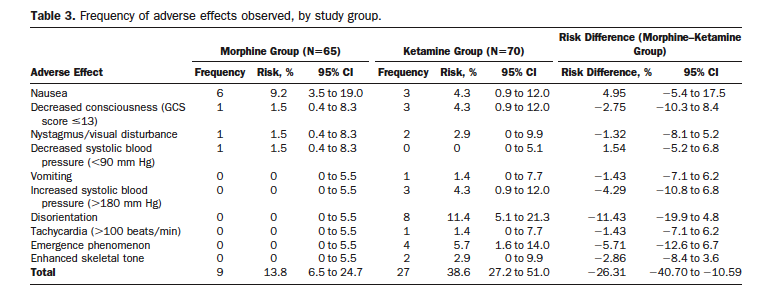 Table 3. Frequency of adverse effects observed, by study group.
Risk Difference (Morphine–Ketamine
Morphine Group (N=65) Ketamine Group (N=70) Group)
Adverse Effect Frequency Risk, % 95% CI Frequency Risk, % 95% CI Risk Difference, % 95% CI
Nausea 6 9.2 3.5 to 19.0 3 4.3 0.9 to 12.0 4.95 −5.4 to 17.5
Decreased consciousness (GCS 1 1.5 0.4 to 8.3 3 4.3 0.9 to 12.0 −2.75 −10.3 to 8.4
score ≤13)
Nystagmus/visual disturbance 1 1.5 0.4 to 8.3 2 2.9 0 to 9.9 −1.32 −8.1 to 5.2
Decreased systolic blood 1 1.5 0.4 to 8.3 0 0 0 to 5.1 1.54 −5.2 to 6.8
pressure (<90 mm Hg)
Vomiting 0 0 0 to 5.5 1 1.4 0 to 7.7 −1.43 −7.1 to 6.2
Increased systolic blood 0 0 0 to 5.5 3 4.3 0.9 to 12.0 −4.29 −10.8 to 6.8
pressure (>180 mm Hg)
Disorientation 0 0 0 to 5.5 8 11.4 5.1 to 21.3 −11.43 −19.9 to 4.8
Tachycardia (>100 beats/min) 0 0 0 to 5.5 1 1.4 0 to 7.7 −1.43 −7.1 to 6.2
Emergence phenomenon 0 0 0 to 5.5 4 5.7 1.6 to 14.0 −5.71 −12.6 to 6.7
Enhanced skeletal tone 0 0 0 to 5.5 2 2.9 0 to 9.9 −2.86 −8.4 to 3.6
Total 9 13.8 6.5 to 24.7 27 38.6 27.2 to 51.0 −26.31 −40.70 to −10.59